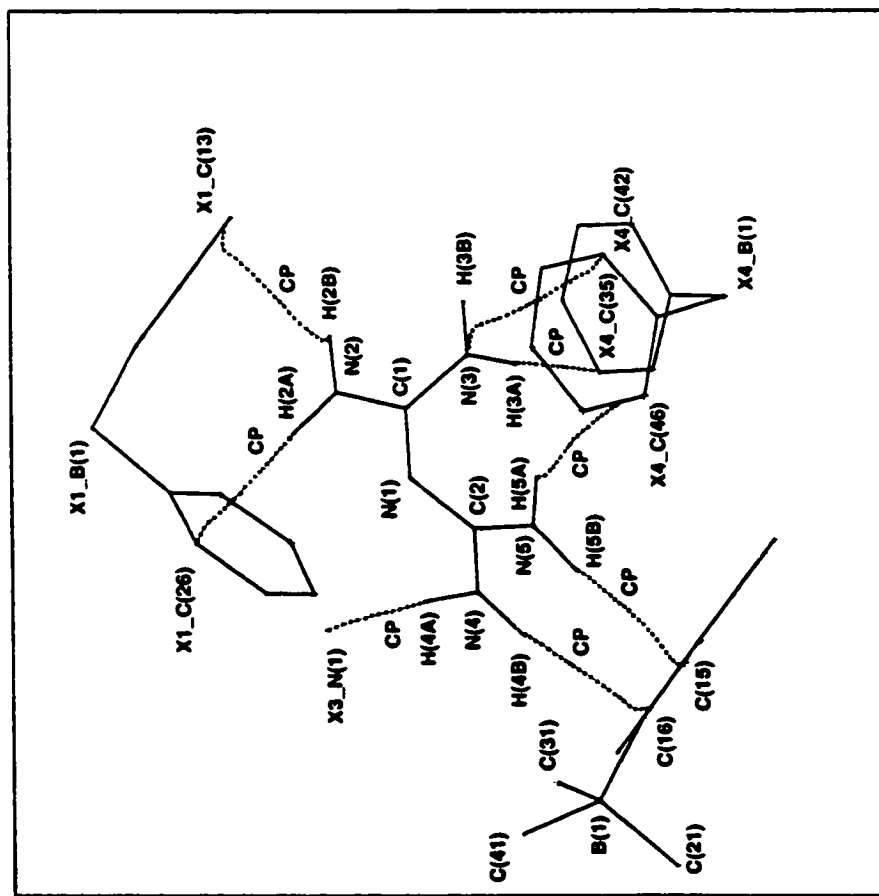 X1_B(1)
X1_C(26)
X1_C(13)
CP
CP
H(2A)
X3_N(1)
H(2B)
N(2)
CP
N(1)
C(1)
H(4A)
N(4)
H(3B)
N(3)
C(2)
C(41)
H(4B)
H(3A)
CP
H(5A)
N(5)
C(31)
CP
CP
CP
H(5B)
B(1)
X4_C(35)
X4_C(42)
CP
X4_C(46)
C(16)
C(21)
C(15)
X4_B(1)